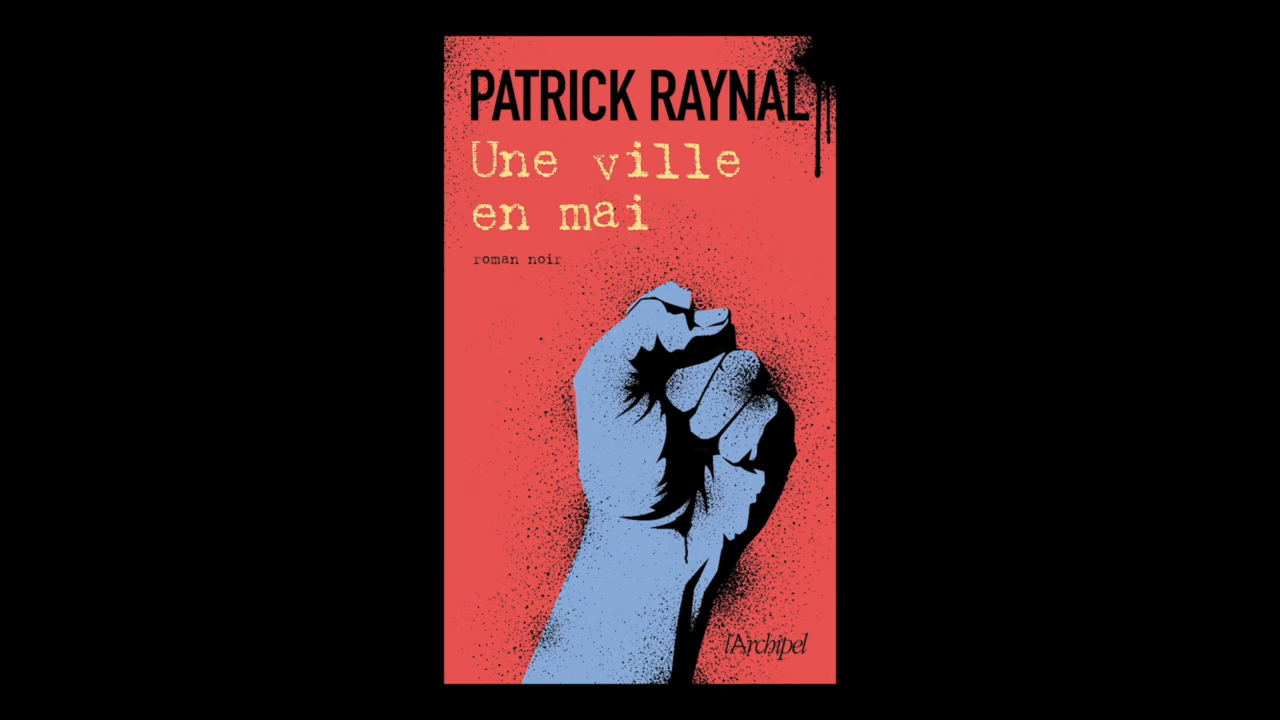 PATRICK RAYNAL
Une ville
en mai
roman noir
l'Archipel